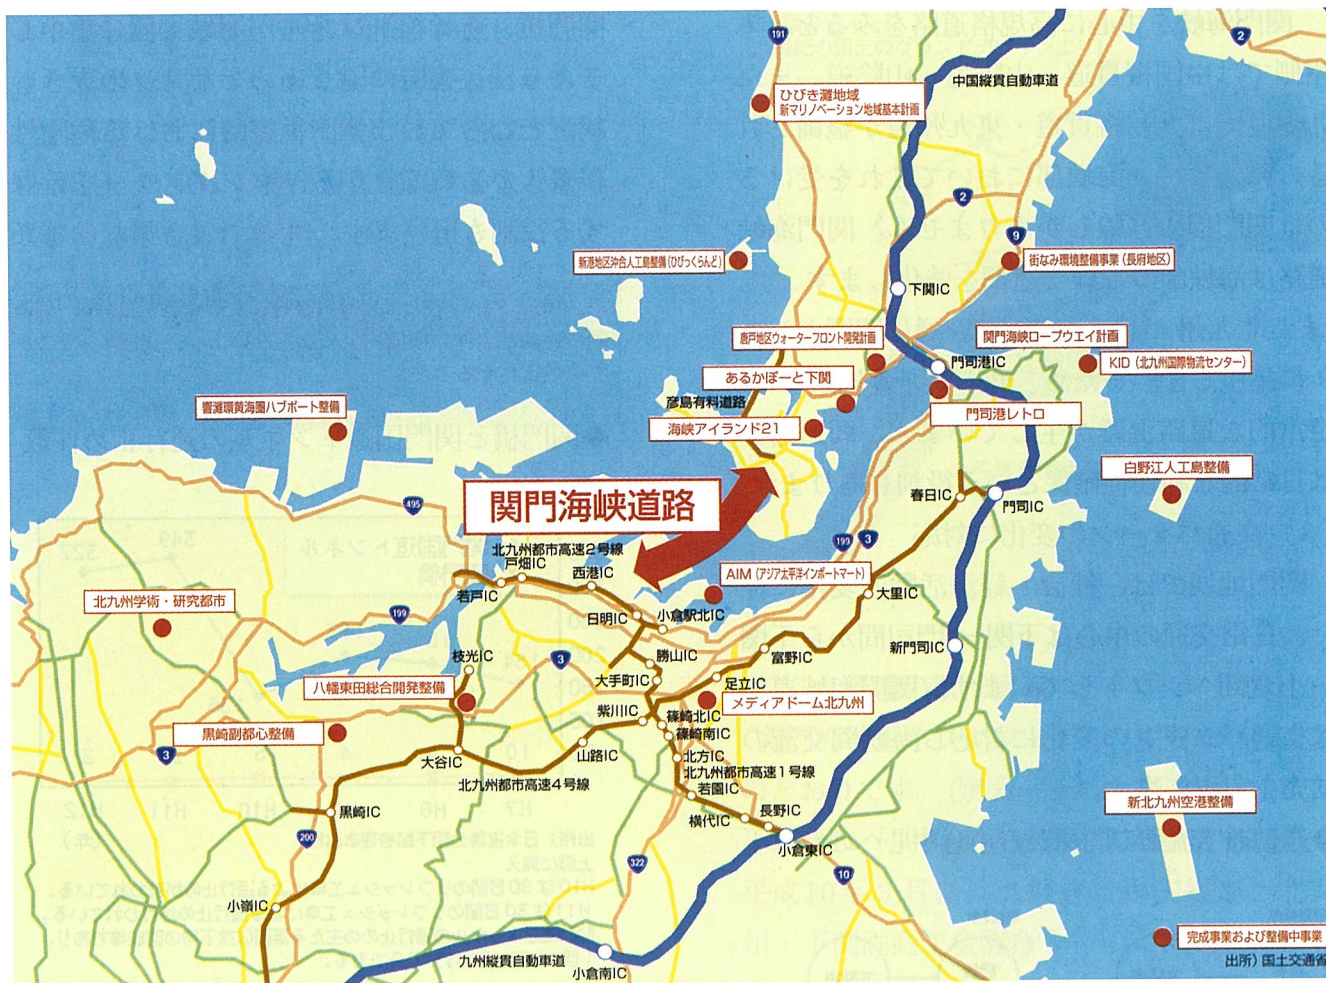 191
2
中国縦貫自動車道
ひびき灘地域
新マリノベーション地域基本計画
2
9
新港地区沖合人工島整備(ひびっくらんど)
街なみ環境整備事業(長府地区)
下関IC
唐戸地区ウォーターフロント開発計画
関門海峡ロープウエイ計画
門司港IC
KID(北九州国際物流センター)
あるかぽーと下関
彦島有料道路
門司港レトロ
響灘環黄海圏ハブポート整備
海峡アイランド21
白野江人工島整備
495
関門海峡道路
春日IC
門司IC
199
3
北九州都市高速2号線
戸畑IC
西港IC
AIM(アジア太平洋インポートマート)
若戸IC
大里IC
北九州学術・研究都市
199
日明IC
小倉駅北IC
新門司IC
枝光IC
3
勝山IC
富野IC
大手町IC
足立IC
八幡東田総合開発整備
メディアドーム北九州
紫川IC
篠崎北IC
黒崎副都心整備
篠崎南IC
3
大谷IC
山路IC
北方IC
北九州都市高速4号線
北九州都市高速1号線
若園IC
新北九州空港整備
黒崎IC
横代IC
長野IC
200
小倉東IC
322
10
小嶺IC
完成事業および整備中事業
九州縦貫自動車道
小倉南IC
出所)国土交通省